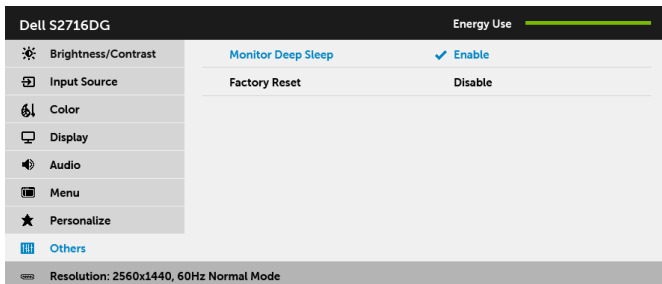 Dell S2716DG Energy Use
Brightness/Contrast Monitor Deep Sleep Enable
Input Source Factory Reset Disable
Color
Display
Audio
Menu
Personalize
Others
Resolution: 2560x1440, 60Hz Normal Mode